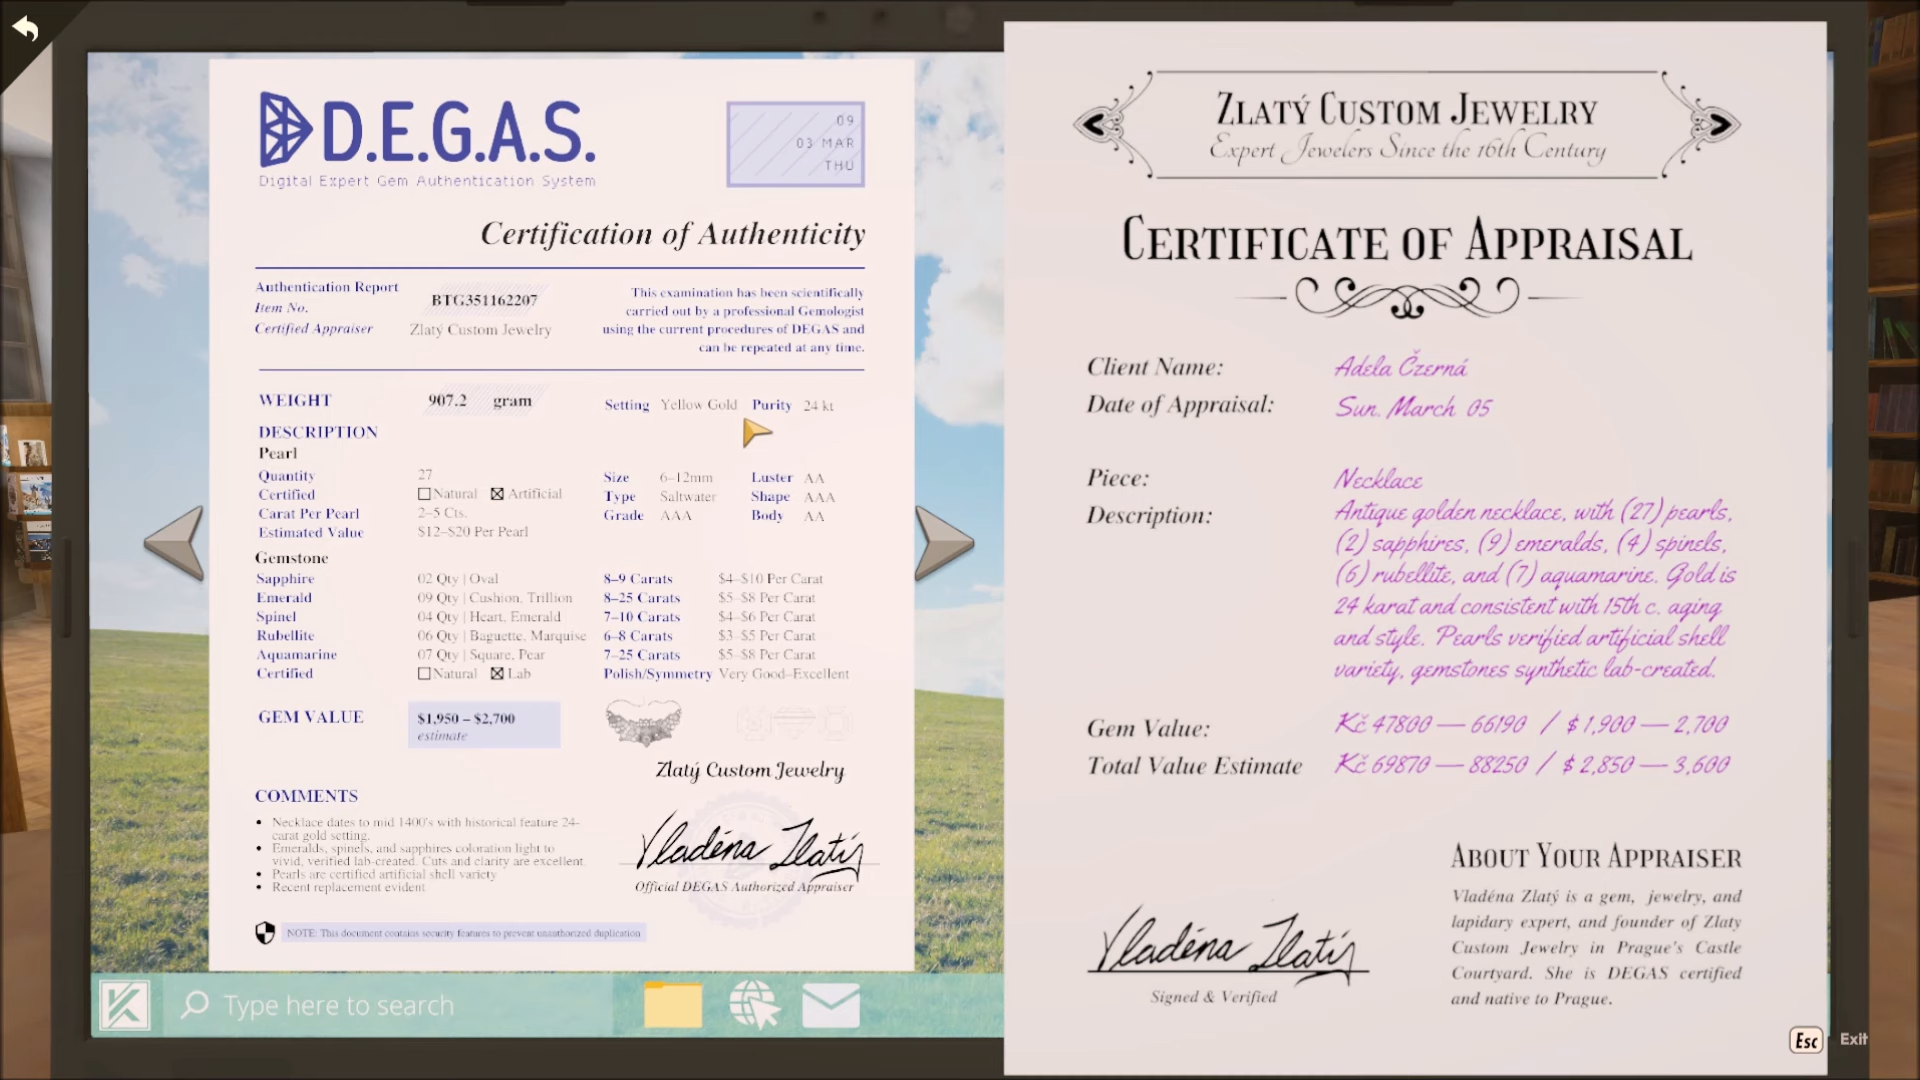 D.E.G.A.S.
Digital Expert Gem Authentication System
09
03 MAR
THU
Certification of Authenticity
Authentication Report
Item No.
BTG351162207
Certified Appraiser Zlatý Custom Jewelry
This examination has been scientifically
carried out by a professional Gemologist
using the current procedures of DEGAS and
can be repeated at any time.
WEIGHT 907.2 gram Setting Yellow Gold Purity 24 kt
DESCRIPTION
Pearl
Quantity 27 Size 6-12mm Luster AA
Certified Natural Artificial Type Saltwater Shape AAA
Carat Per Pearl 2-5 Cts. Grade AAA Body AA
Estimated Value $12-$20 Per Pearl
Gemstone
Sapphire 02 Qty | Oval 8-9 Carats $4-$10 Per Carat
Emerald 09 Qty | Cushion, Trillion 8-25 Carats $5-$8 Per Carat
Spinel 04 Qty | Heart, Emerald 7-10 Carats $4-$6 Per Carat
Rubellite 06 Qty | Baguette, Marquise 6-8 Carats $3-$5 Per Carat
Aquamarine 07 Qty | Square, Pear 7-25 Carats $5-$8 Per Carat
Certified Natural Lab Polish/Symmetry Very Good-Excellent
GEM VALUE $1,950 – $2,700
estimate
Zlatý Custom Jewelry
COMMENTS
Necklace dates to mid 1400's with historical feature 24-
carat gold setting.
Emeralds, spinels, and sapphires coloration light to
vivid, verified lab-created. Cuts and clarity are excellent.
Pearls are certified artificial shell variety
Recent replacement evident
Vladéna Zlatý
Official DEGAS Authorized Appraiser
NOTE: This document contains security features to prevent unauthorized duplication
Type here to search
Zlatý Custom Jewelry
Expert Jewelers Since the 16th Century
Certificate of Appraisal
Client Name: Adela Čzerná
Date of Appraisal: Sun. March 05
Piece: Necklace
Description: Antique golden necklace, with (27) pearls,
(2) sapphires, (9) emeralds, (4) spinels,
(6) rubellite, and (7) aquamarine. Gold is
24 karat and consistent with 15th c. aging
and style. Pearls verified artificial shell
variety, gemstones synthetic lab-created.
Gem Value: Kč 47800 — 66190 / $1,900 — 2,700
Total Value Estimate Kč 69870 — 88250 / $2,850 — 3,600
Vladéna Zlatý
Signed & Verified
About Your Appraiser
Vladéna Zlatý is a gem, jewelry, and
lapidary expert, and founder of Zlaty
Custom Jewelry in Prague's Castle
Courtyard. She is DEGAS certified
and native to Prague.
Esc Exit